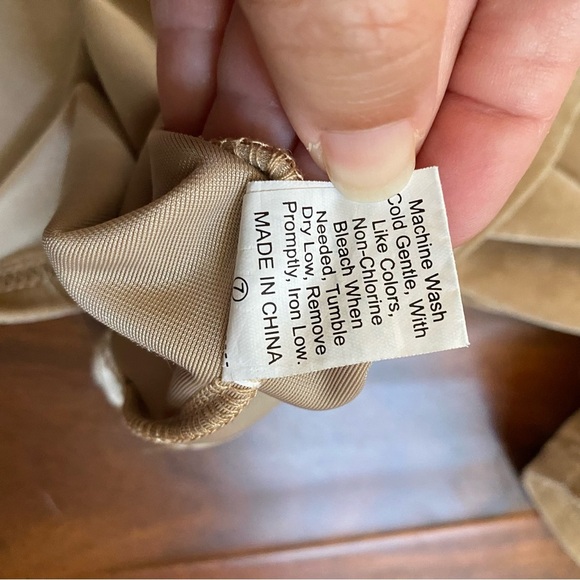 Machine Wash
Cold Gentle, With
Like Colors,
Non-Chlorine
Bleach When
Needed, Tumble
Dry Low, Remove
Promptly, Iron Low.
MADE IN CHINA
7